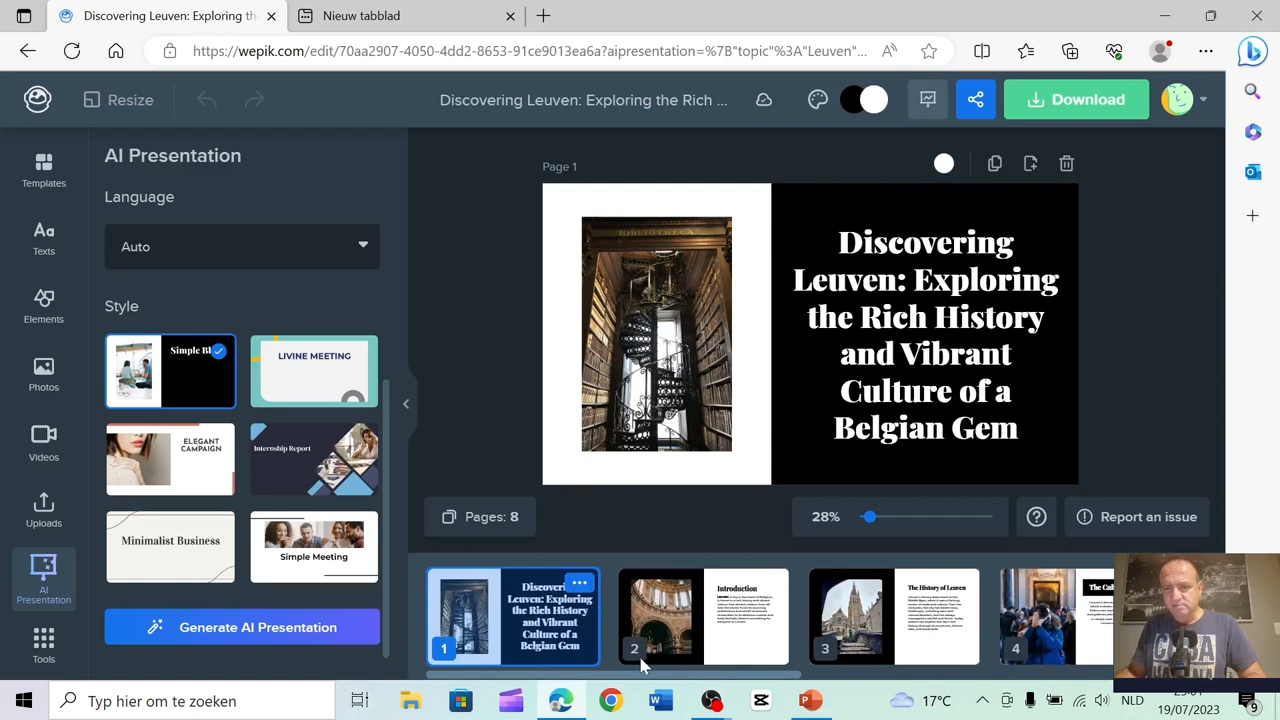 Discovering Leuven: Exploring th
Nieuw tabblad
https://wepik.com/edit/70aa2907-4050-4dd2-8653-91ce9013ea6a?aipresentation=%7B"topic"%3A"Leuven"...
Resize
Discovering Leuven: Exploring the Rich ...
Download
Templates
Texts
Elements
Photos
Videos
Uploads
AI
Presentation
Tools
AI Presentation
Language
Auto
Style
Simple Bl
LIVINE MEETING
ELEGANT
CAMPAIGN
Internship Report
Minimalist Business
Simple Meeting
Generate AI Presentation
Page 1
BIBLIOTHECA
Discovering
Leuven: Exploring
the Rich History
and Vibrant
Culture of a
Belgian Gem
Pages: 8
28%
Report an issue
Discoveri
Leuven: Exploring
the Rich History
and Vibrant
Culture of a
Belgian Gem
1
Introduction
2
The History of Leuven
3
The Cu
4
Typ hier om te zoeken
17°C
NLD
19/07/2023
9